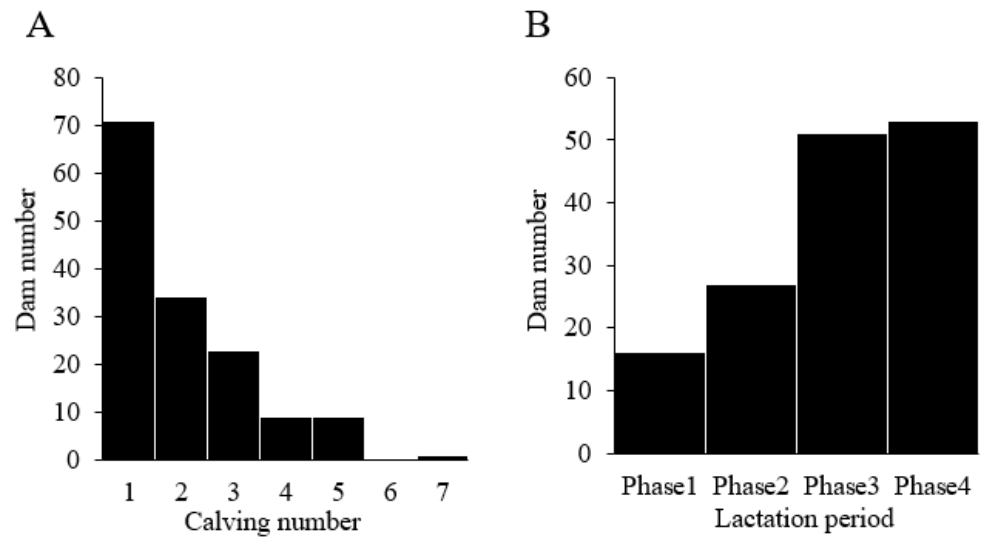 A
80
70
60
50
40
30
20
10
0
Dam number
1 2 3 4 5 6 7
Calving number
B
60
50
40
30
20
10
0
Dam number
Phase1 Phase2 Phase3 Phase4
Lactation period